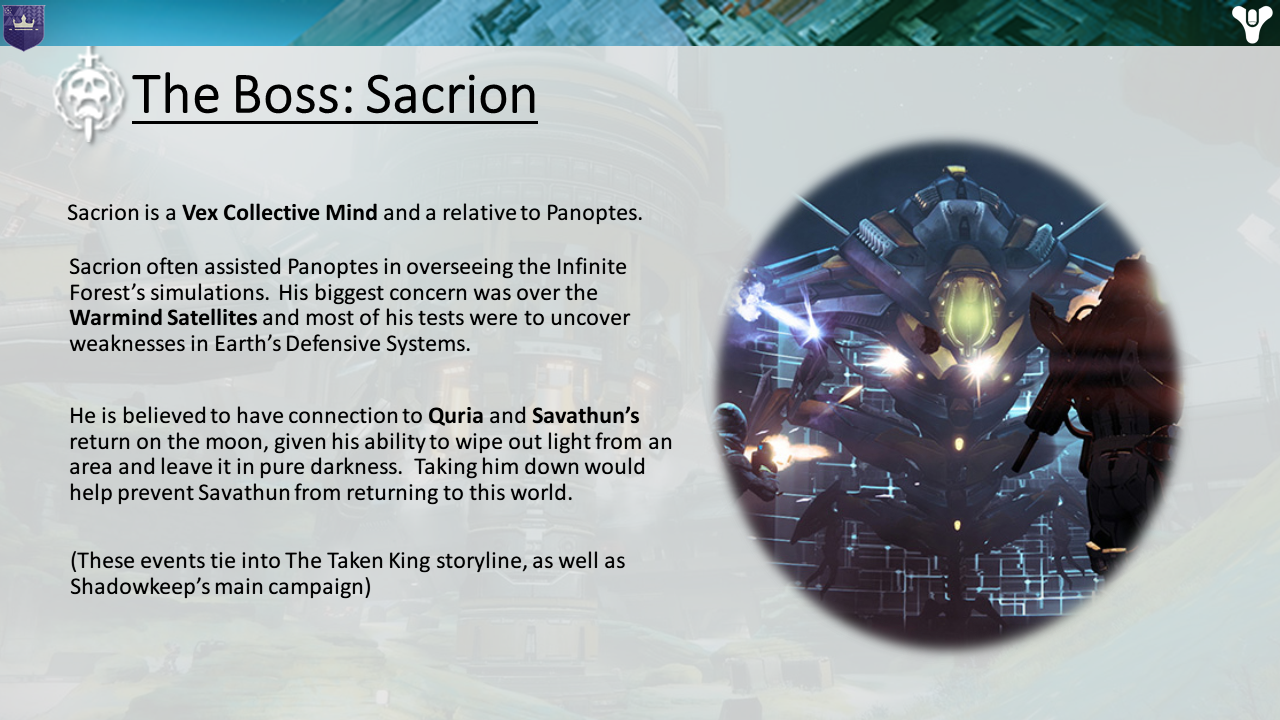 The Boss: Sacrion
Sacrion is a Vex Collective Mind and a relative to Panoptes.
Sacrion often assisted Panoptes in overseeing the Infinite
Forest’s simulations.  His biggest concern was over the
Warmind Satellites and most of his tests were to uncover
weaknesses in Earth’s Defensive Systems.
He is believed to have connection to Quria and Savathun’s
return on the moon, given his ability to wipe out light from an
area and leave it in pure darkness.  Taking him down would
help prevent Savathun from returning to this world.
(These events tie into The Taken King storyline, as well as
Shadowkeep’s main campaign)